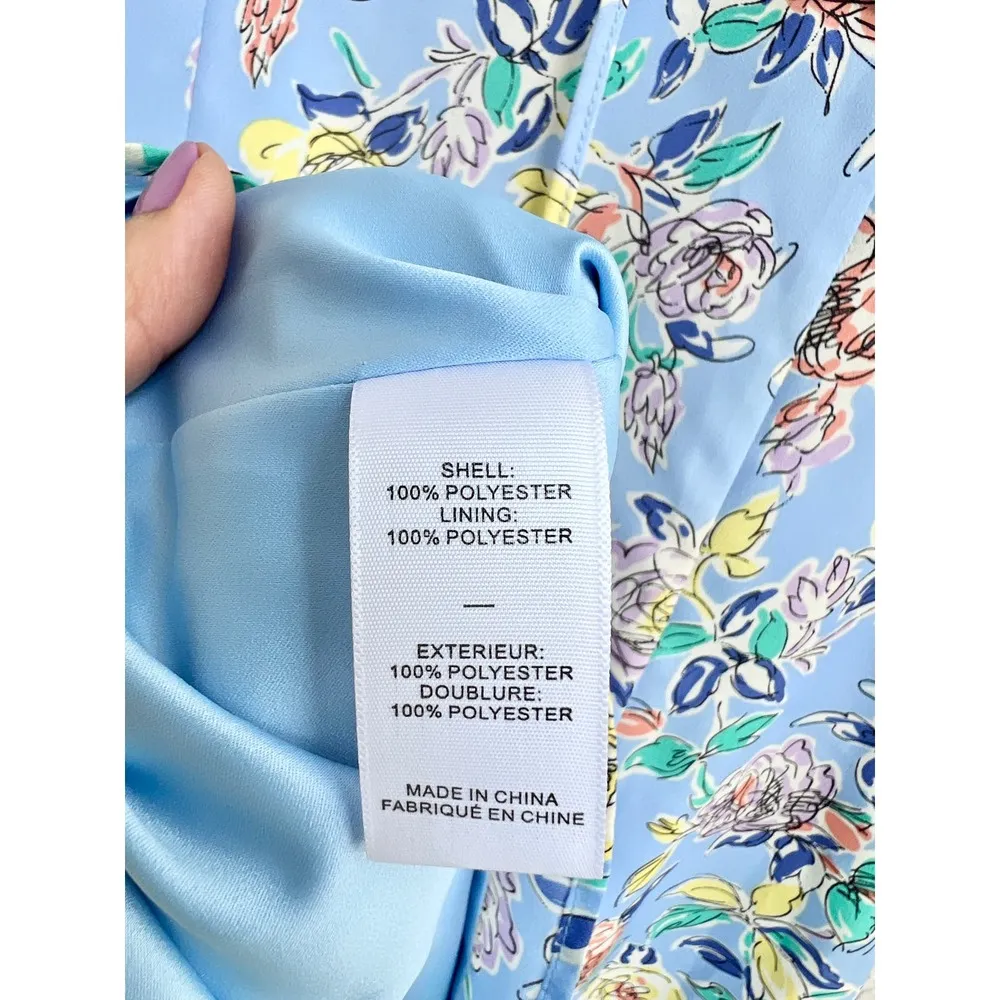 SHELL:
100% POLYESTER
LINING:
100% POLYESTER
—
EXTERIEUR:
100% POLYESTER
DOUBLURE:
100% POLYESTER
MADE IN CHINA
FABRIQUÉ EN CHINE